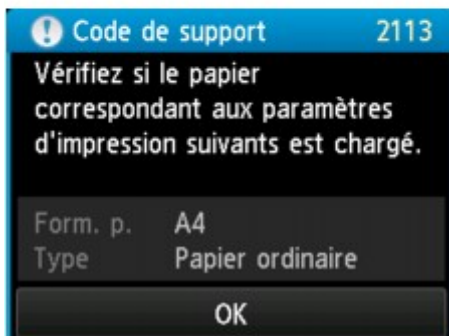 Code de support 2113
Vérifiez si le papier
correspondant aux paramètres
d'impression suivants est chargé.
Form. p. A4
Type Papier ordinaire
OK